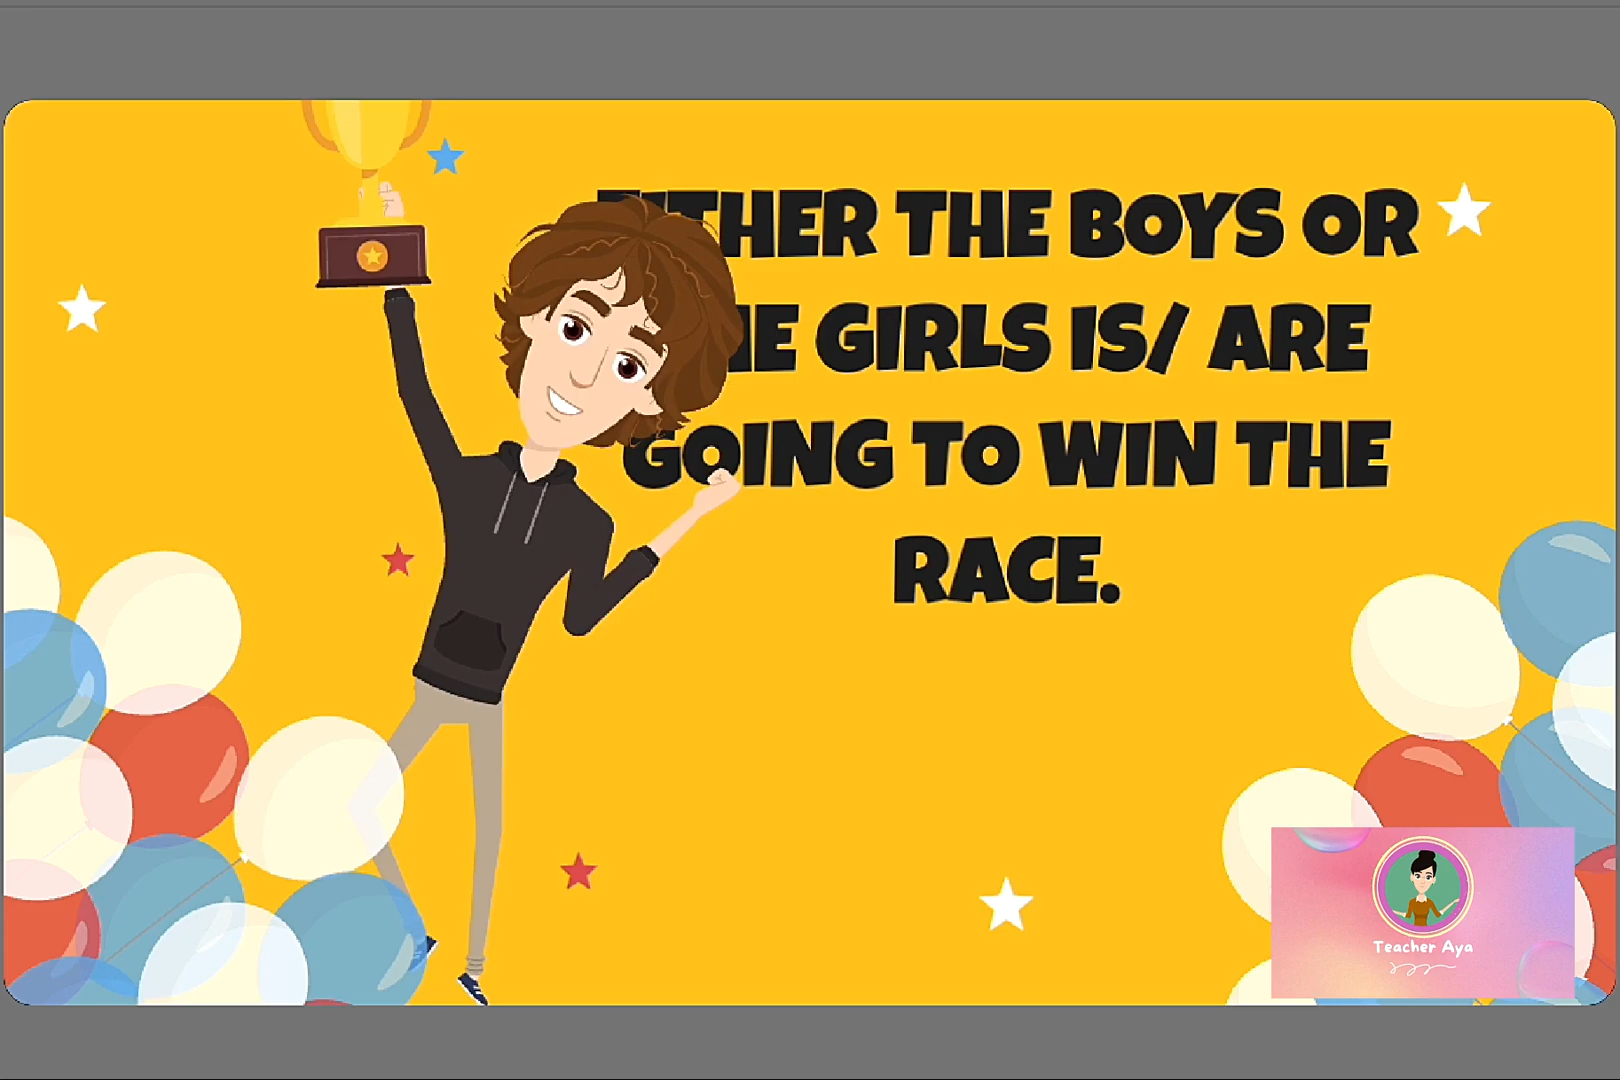 THE BOYS OR
GIRLS IS/ ARE
GOING TO WIN THE
RACE.
Teacher Aya